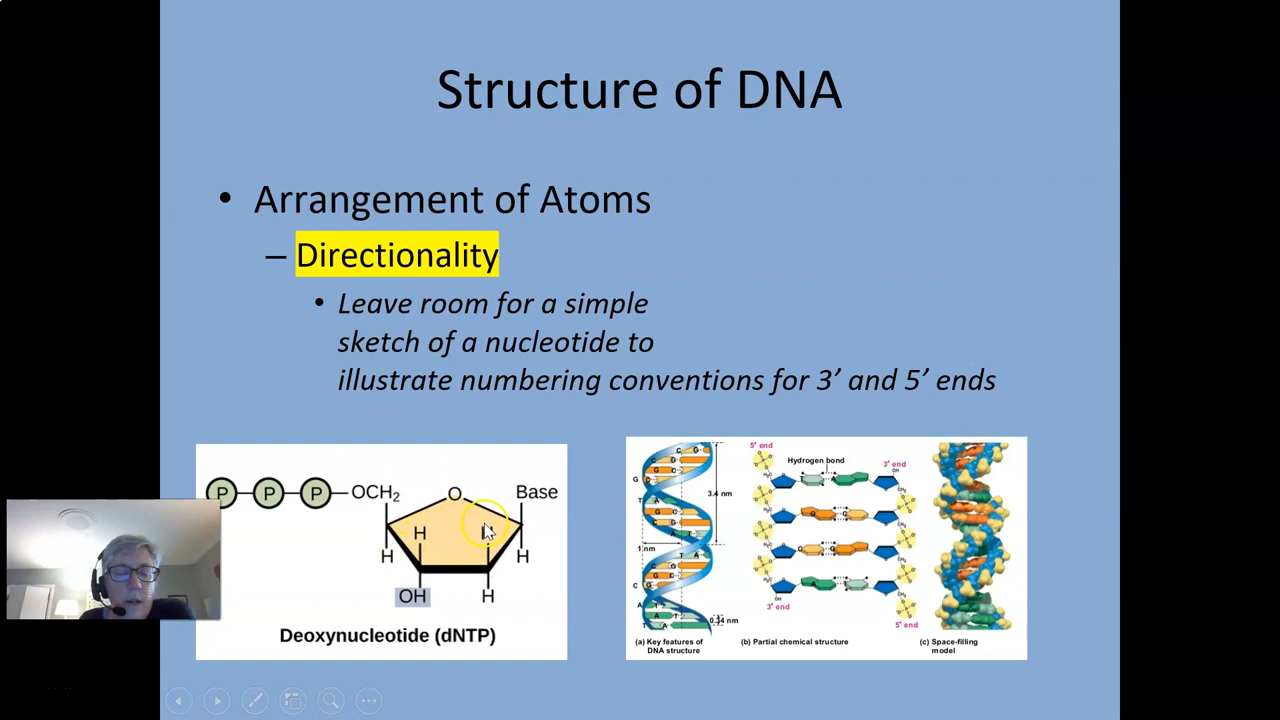 Structure of DNA
• Arrangement of Atoms
– Directionality
• Leave room for a simple
sketch of a nucleotide to
illustrate numbering conventions for 3’ and 5’ ends
P P P OCH2 O Base
H H
H H
OH H
Deoxynucleotide (dNTP)
5′ end
Hydrogen bond
3′ end
OH
3.4 nm
1 nm
0.34 nm
OH
3′ end
5′ end
(a) Key features of
DNA structure
(b) Partial chemical structure
(c) Space-filling
model